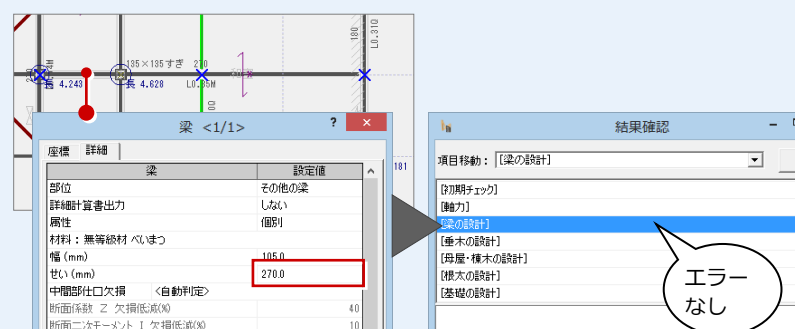 180
L0.310
135×135すぎ 270
長 4.243
長 4.628
L0.35M
181
梁 <1/1>
? ×
座標 詳細
梁 設定値
部位 その他の梁
詳細計算書出力 しない
属性 個別
材料：無等級材 べいまつ
幅(mm) 105.0
せい(mm) 270.0
中間部仕口欠損 <自動判定>
断面係数 Z 欠損低減(%) 40
断面二次モーメント I 欠損低減(%) 10
結果確認
項目移動： [梁の設計]
[初期チェック]
[軸力]
[梁の設計]
[垂木の設計]
[母屋・棟木の設計]
[根太の設計]
[基礎の設計]
エラー
なし